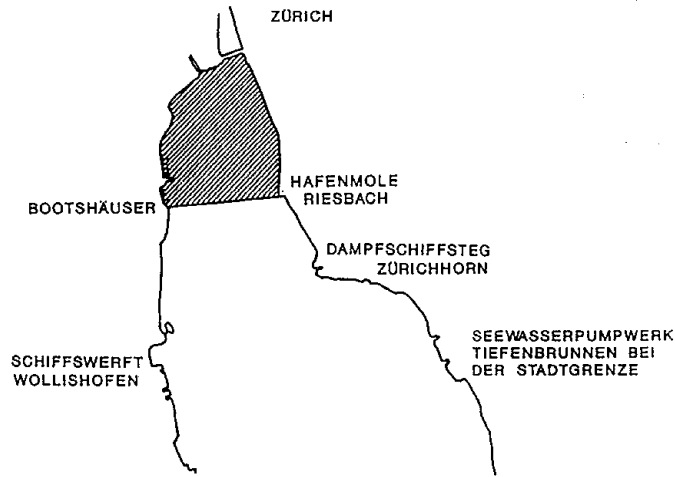 ZÜRICH
HAFENMOLE
RIESBACH
BOOTSHÄUSER
DAMPFSCHIFFSTEG
ZÜRICHHORN
SEEWASSERPUMPWERK
TIEFENBRUNNEN BEI
DER STADTGRENZE
SCHIFFSWERFT
WOLLISHOFEN